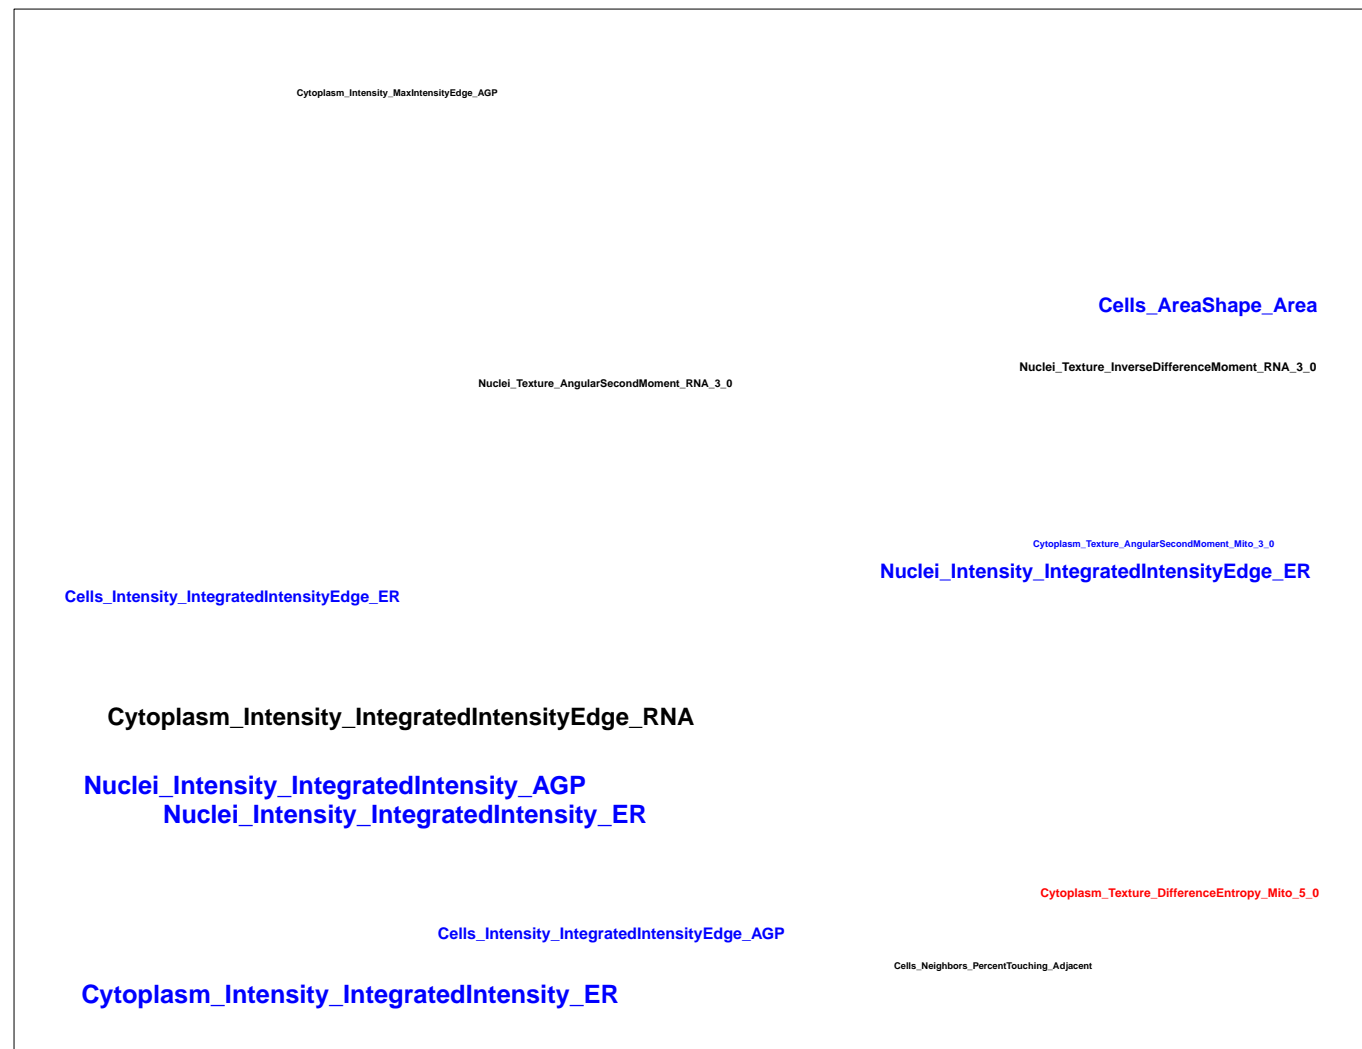 Cytoplasm_Intensity_MaxIntensityEdge_AGP
Cells_AreaShape_Area
Nuclei_Texture_InverseDifferenceMoment_RNA_3_0
Nuclei_Texture_AngularSecondMoment_RNA_3_0
Cytoplasm_Texture_AngularSecondMoment_Mito_3_0
Nuclei_Intensity_IntegratedIntensityEdge_ER
Cells_Intensity_IntegratedIntensityEdge_ER
Cytoplasm_Intensity_IntegratedIntensityEdge_RNA
Nuclei_Intensity_IntegratedIntensity_AGP
Nuclei_Intensity_IntegratedIntensity_ER
Cytoplasm_Texture_DifferenceEntropy_Mito_5_0
Cells_Intensity_IntegratedIntensityEdge_AGP
Cells_Neighbors_PercentTouching_Adjacent
Cytoplasm_Intensity_IntegratedIntensity_ER